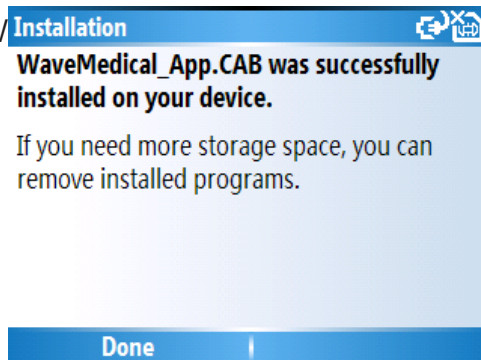 /
Installation
WaveMedical_App.CAB was successfully
installed on your device.
If you need more storage space, you can
remove installed programs.
Done